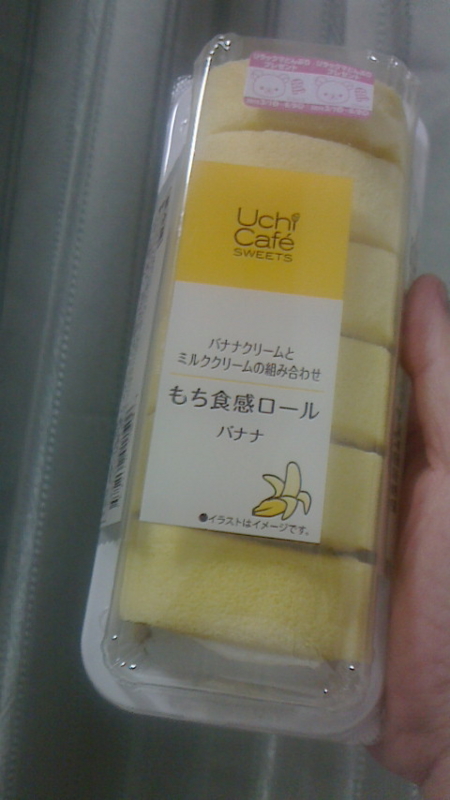 Uchi
Café
SWEETS
バナナクリームと
ミルククリームの組み合わせ
もち食感ロール
バナナ
●イラストはイメージです。